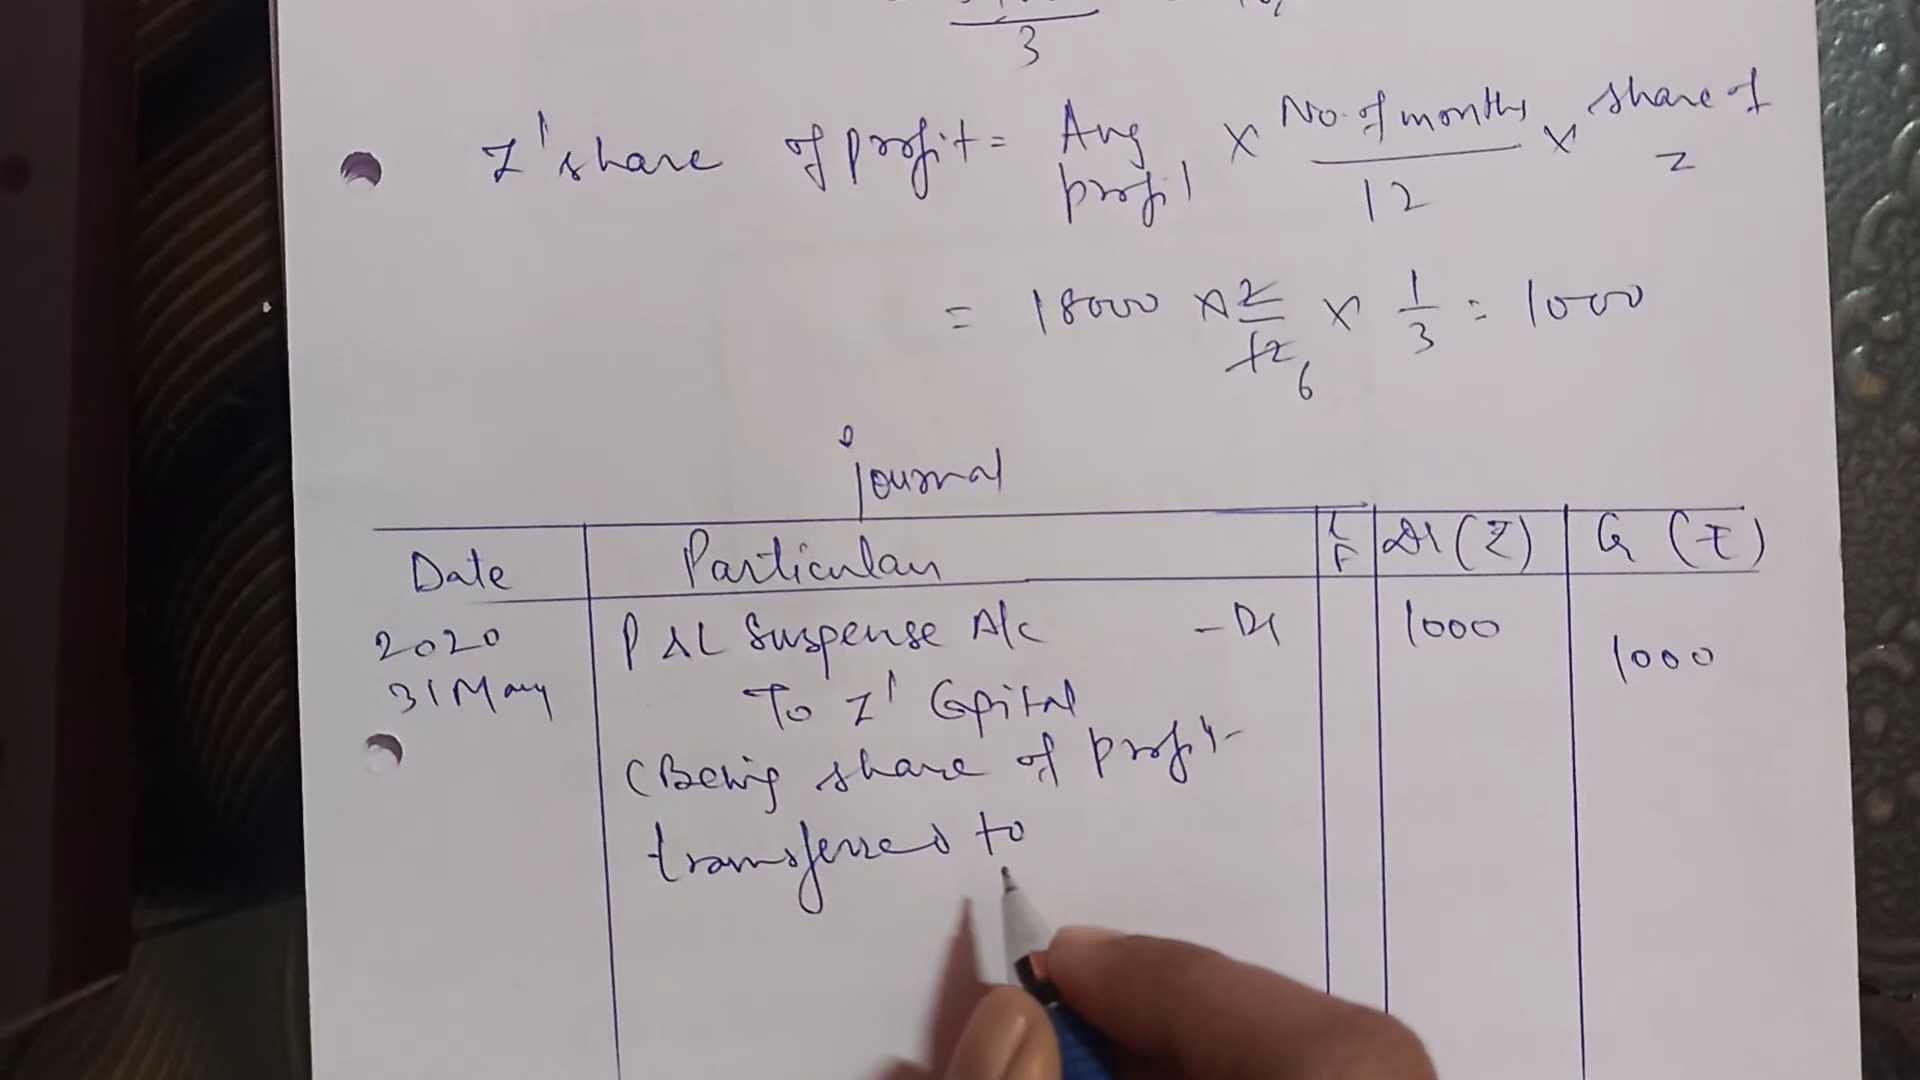 3
Z' share of profit = Avg profit × No. of months / 12 × share of Z
= 18000 × 2/12 6 × 1/3 = 1000
journal
Date Particulars LF Dr (₹) Cr (₹)
2020 P &L Suspense A/c - Dr 1000
31 May To Z' Capital 1000
(Being share of profit
transferred to